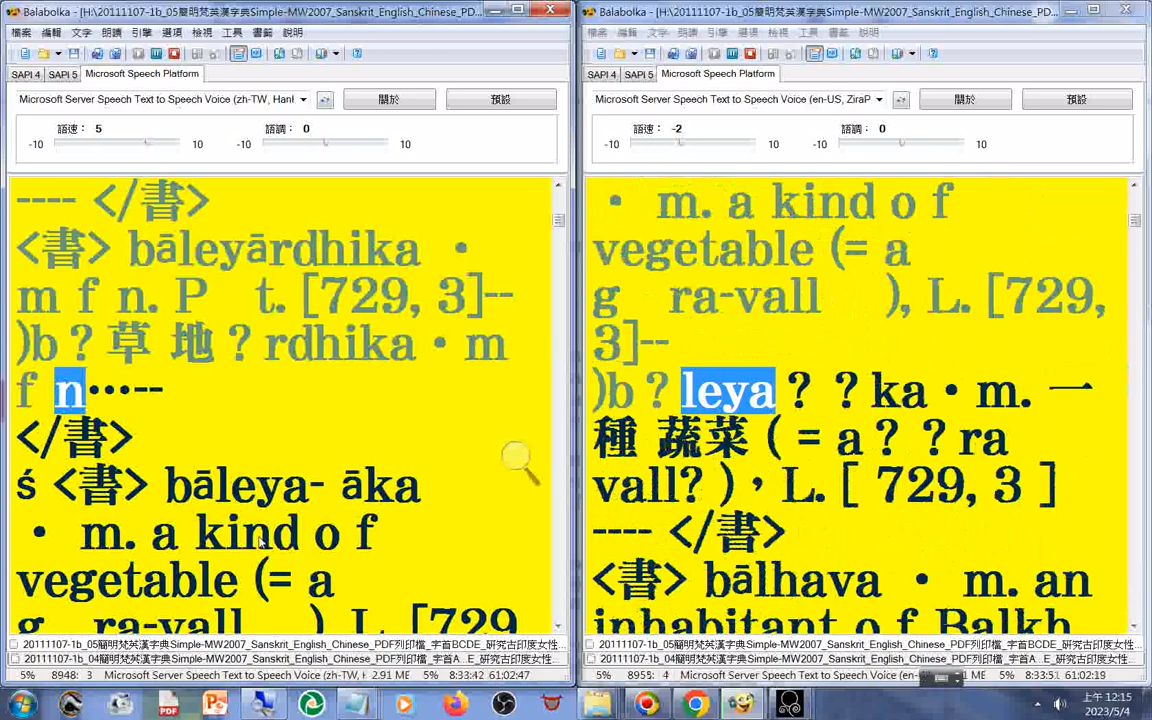 Balabolka - [H:\20111107-1b_05簡明梵英漢字典Simple-MW2007_Sanskrit_English_Chinese_PD...
檔案 編輯 文字 朗讀 引擎 選項 檢視 工具 書籤 說明
SAPI 4 SAPI 5 Microsoft Speech Platform
Microsoft Server Speech Text to Speech Voice (zh-TW, Hanl
關於
預設
語速： 5
語調： 0
-10 10 -10 10
---- </書>
<書> bāleyārdhika •
m f n. P t. [729, 3]--
)b ? 草 地 ? rdhika • m
f n •••--
</書>
ś <書> bāleya- āka
• m. a kind o f
vegetable (= a
g ra-vall ), L. [729
20111107-1b_05簡明梵英漢字典Simple-MW2007_Sanskrit_English_Chinese_PDF列印檔_字首BCDE_研究古印度女性...
20111107-1b_04簡明梵英漢字典Simple-MW2007_Sanskrit_English_Chinese_PDF列印檔_字首A...E_研究古印度女性...
5% 8948: 3 Microsoft Server Speech Text to Speech Voice (zh-TW, H 2.91 ME 5% 8:33:42 61:02:47
Balabolka - [H:\20111107-1b_05簡明梵英漢字典Simple-MW2007_Sanskrit_English_Chinese_PD...
檔案 編輯 文字 朗讀 引擎 選項 檢視 工具 書籤 說明
SAPI 4 SAPI 5 Microsoft Speech Platform
Microsoft Server Speech Text to Speech Voice (en-US, ZiraP
關於
預設
語速： -2
語調： 0
-10 10 -10 10
• m. a kind o f
vegetable (= a
g ra-vall ), L. [729,
3]--
)b ? leya ? ? ka • m. 一
種 蔬菜 ( = a ? ? ra
vall? )，L. [ 729, 3 ]
---- </書>
<書> bālhava • m. an
inhabitant o f Balkh
20111107-1b_05簡明梵英漢字典Simple-MW2007_Sanskrit_English_Chinese_PDF列印檔_字首BCDE_研究古印度女性...
20111107-1b_04簡明梵英漢字典Simple-MW2007_Sanskrit_English_Chinese_PDF列印檔_字首A...E_研究古印度女性...
5% 8955: 4 Microsoft Server Speech Text to Speech Voice (en-U ME 5% 8:33:51 61:02:19
上午 12:15
2023/5/4